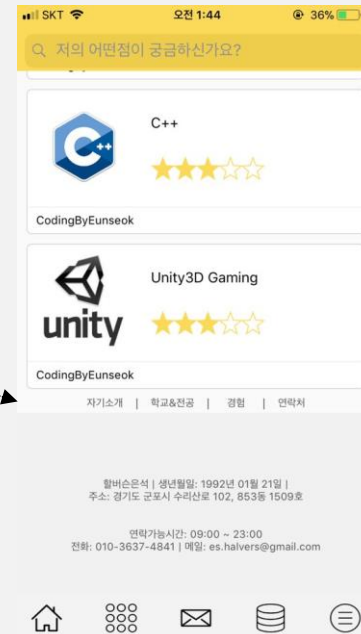 SKT 오전 1:44 36%
저의 어떤점이 궁금하신가요?
C++
C++
CodingByEunseok
Unity3D Gaming
unity
CodingByEunseok
자기소개 | 학교&전공 | 경험 | 연락처
할버슨은석 | 생년월일: 1992년 01월 21일 |
주소: 경기도 군포시 수리산로 102, 853동 1509호
연락가능시간: 09:00 ~ 23:00
전화: 010-3637-4841 | 메일: es.halvers@gmail.com